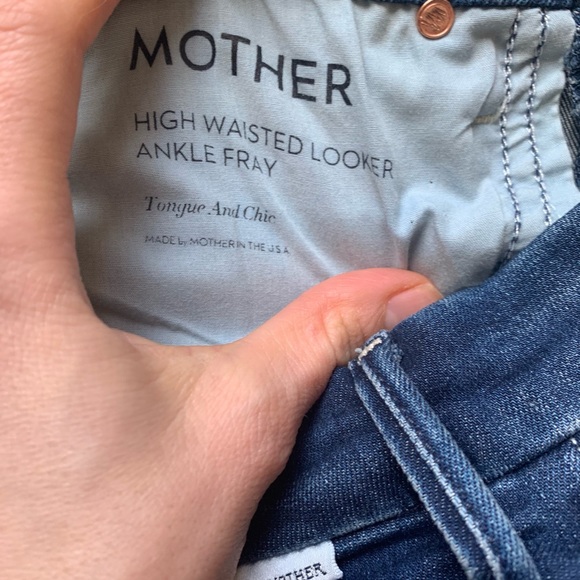 MOTHER
HIGH WAISTED LOOKER
ANKLE FRAY
Tongue And Chic
MADE by MOTHER IN THE U.S.A
MOTHER